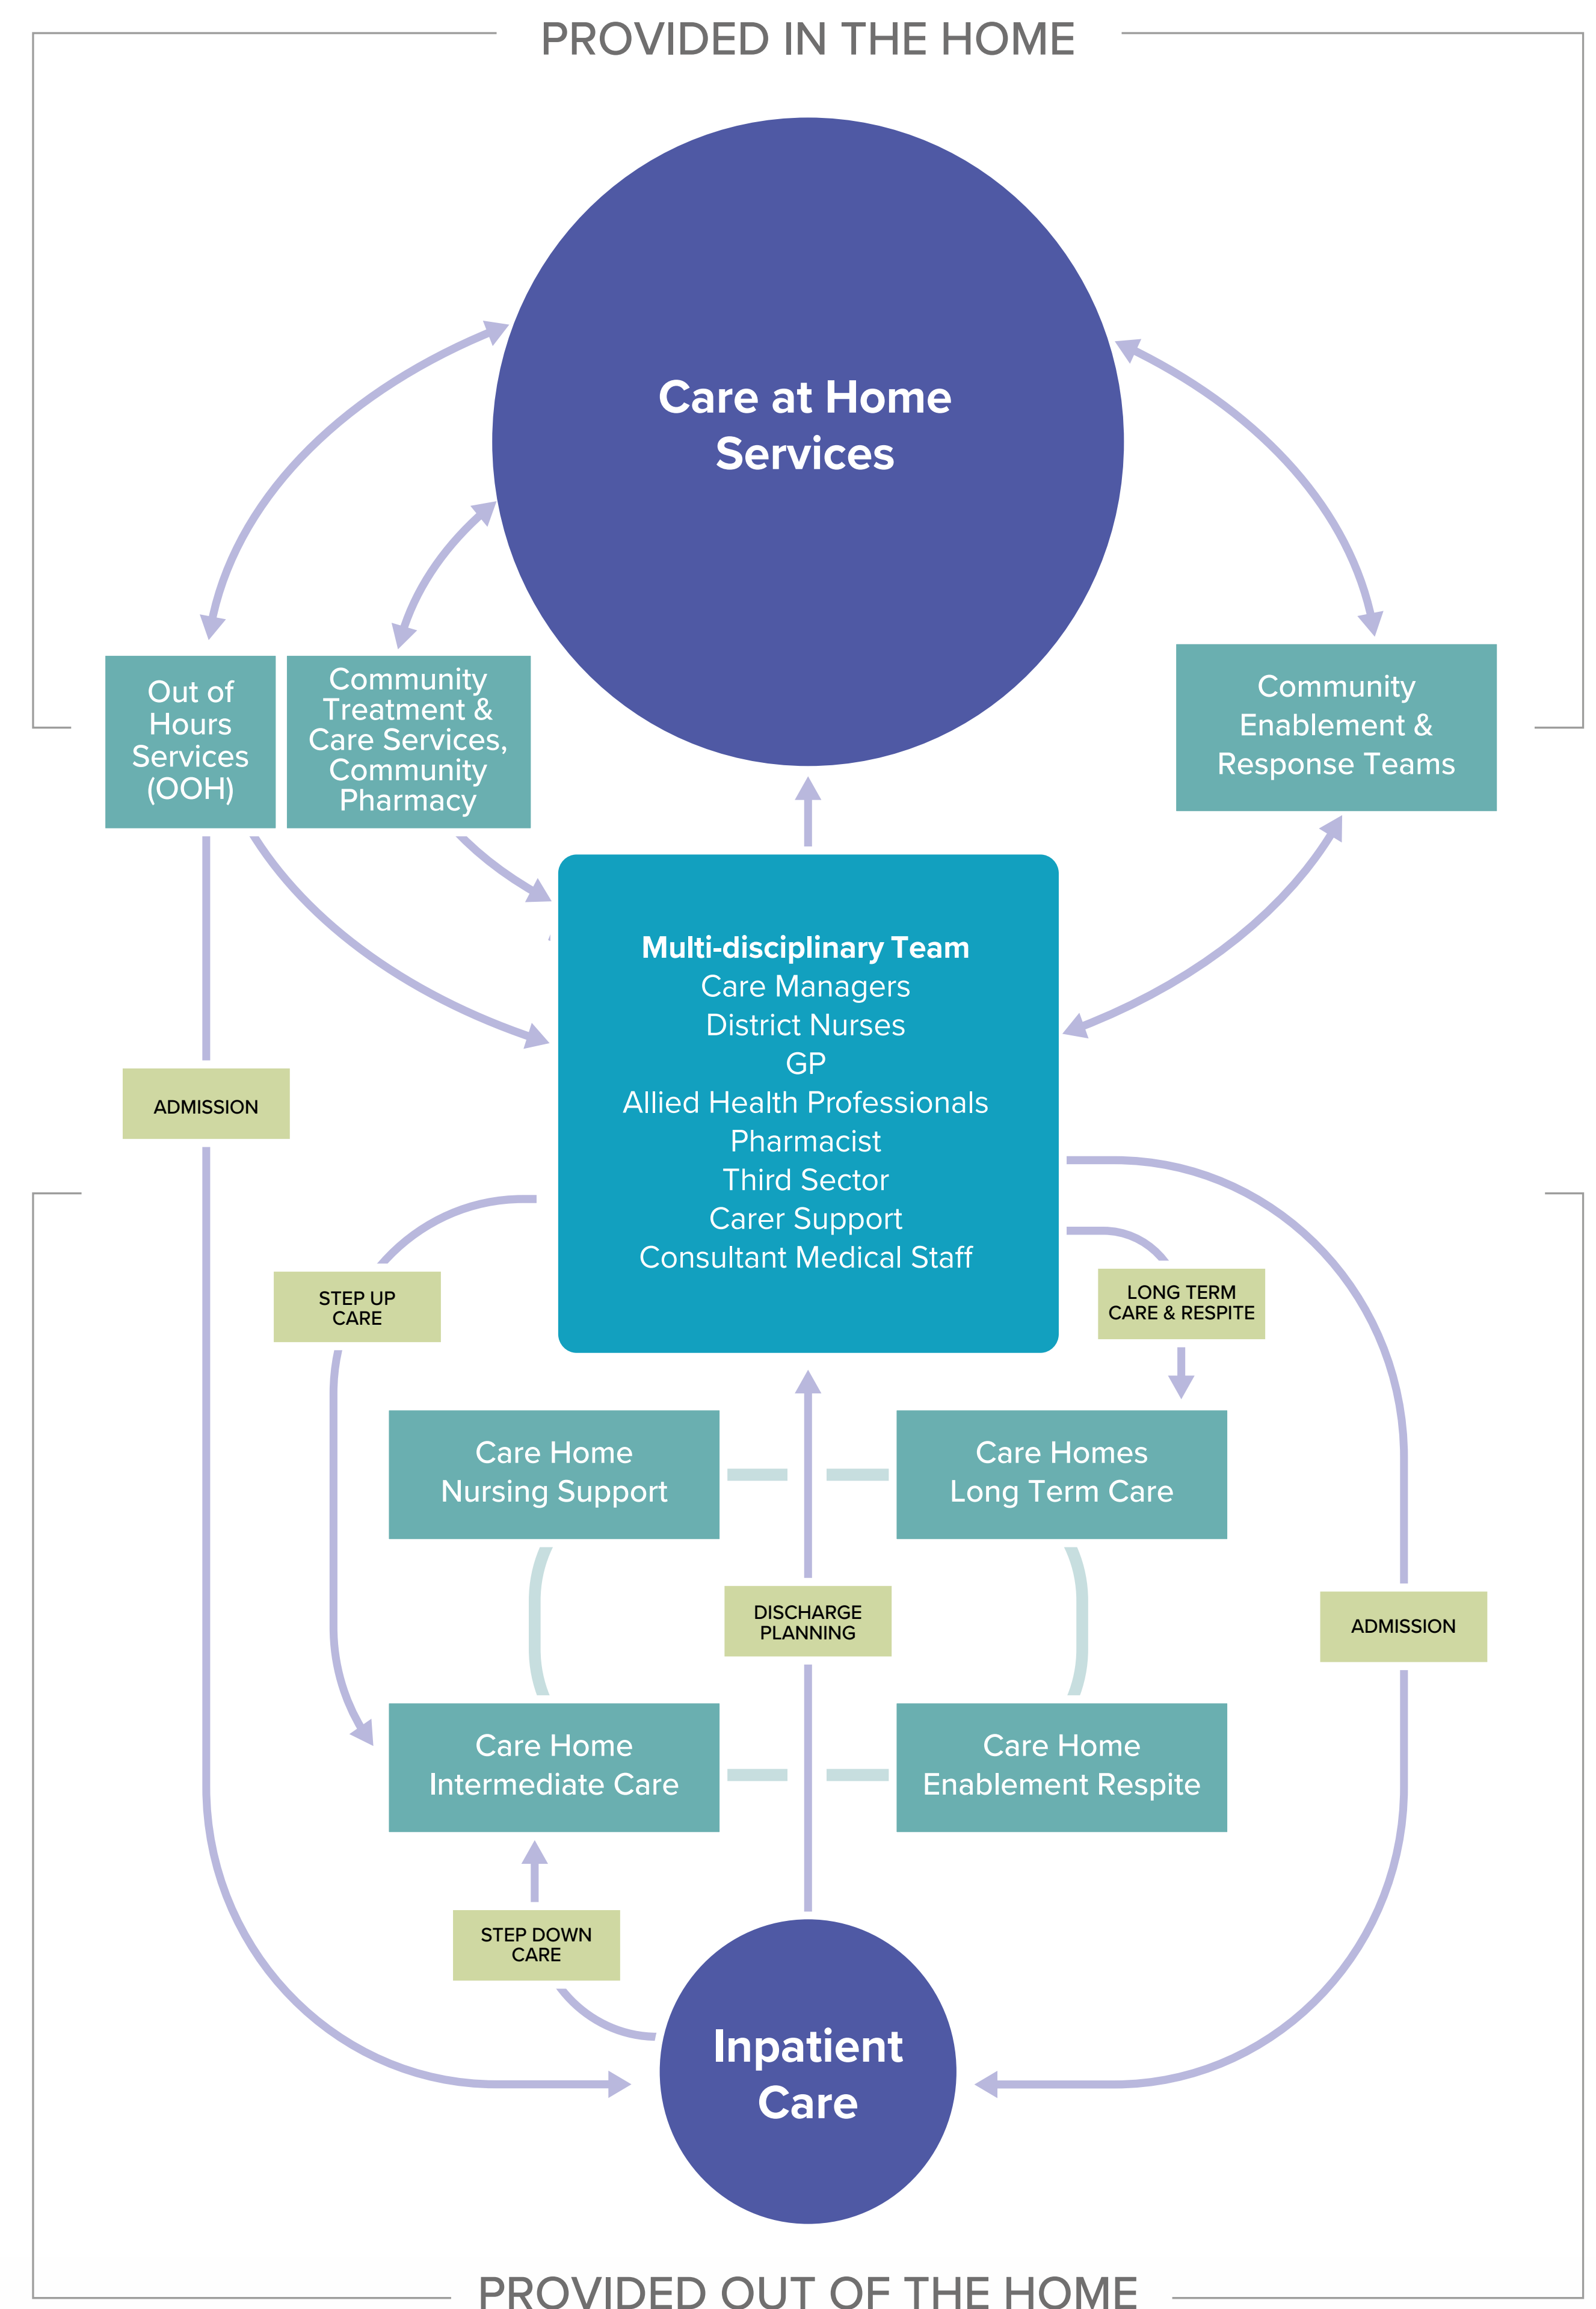 PROVIDED IN THE HOME
Care at Home
Services
Out of
Hours
Services
(OOH)
Community
Treatment &
Care Services,
Community
Pharmacy
Community
Enablement &
Response Teams
Multi-disciplinary Team
Care Managers
District Nurses
GP
Allied Health Professionals
Pharmacist
Third Sector
Carer Support
Consultant Medical Staff
ADMISSION
STEP UP
CARE
LONG TERM
CARE & RESPITE
Care Home
Nursing Support
Care Homes
Long Term Care
DISCHARGE
PLANNING
ADMISSION
Care Home
Intermediate Care
Care Home
Enablement Respite
STEP DOWN
CARE
Inpatient
Care
PROVIDED OUT OF THE HOME